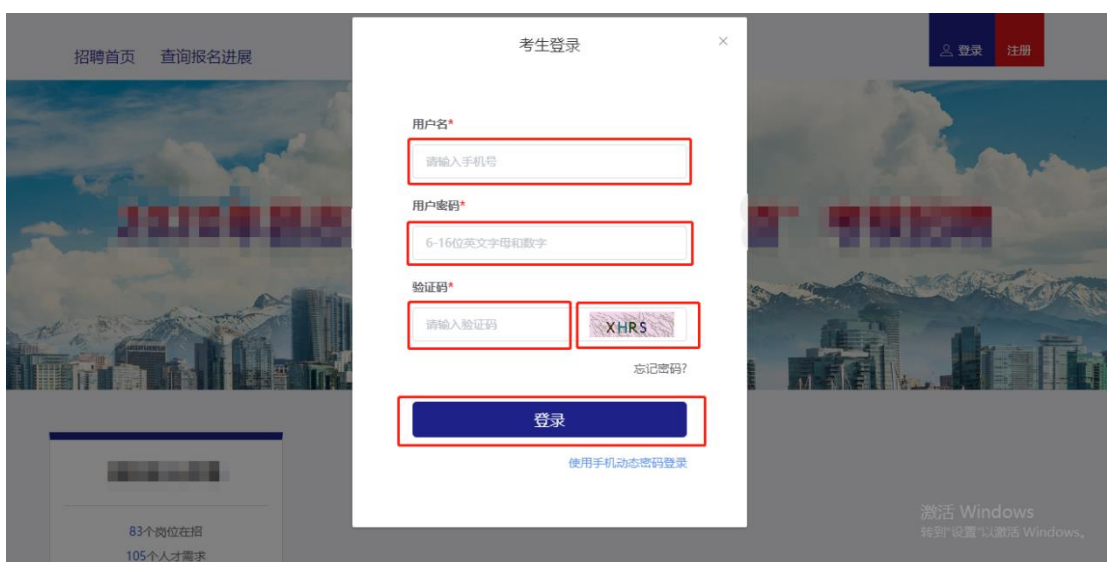 招聘首页 查询报名进展
登录 注册
考生登录
用户名*
请输入手机号
用户密码*
6-16位英文字母和数字
验证码*
请输入验证码 XHRS
忘记密码?
登录
使用手机动态密码登录
83个岗位在招
105个人才需求
激活 Windows
转到"设置"以激活 Windows。